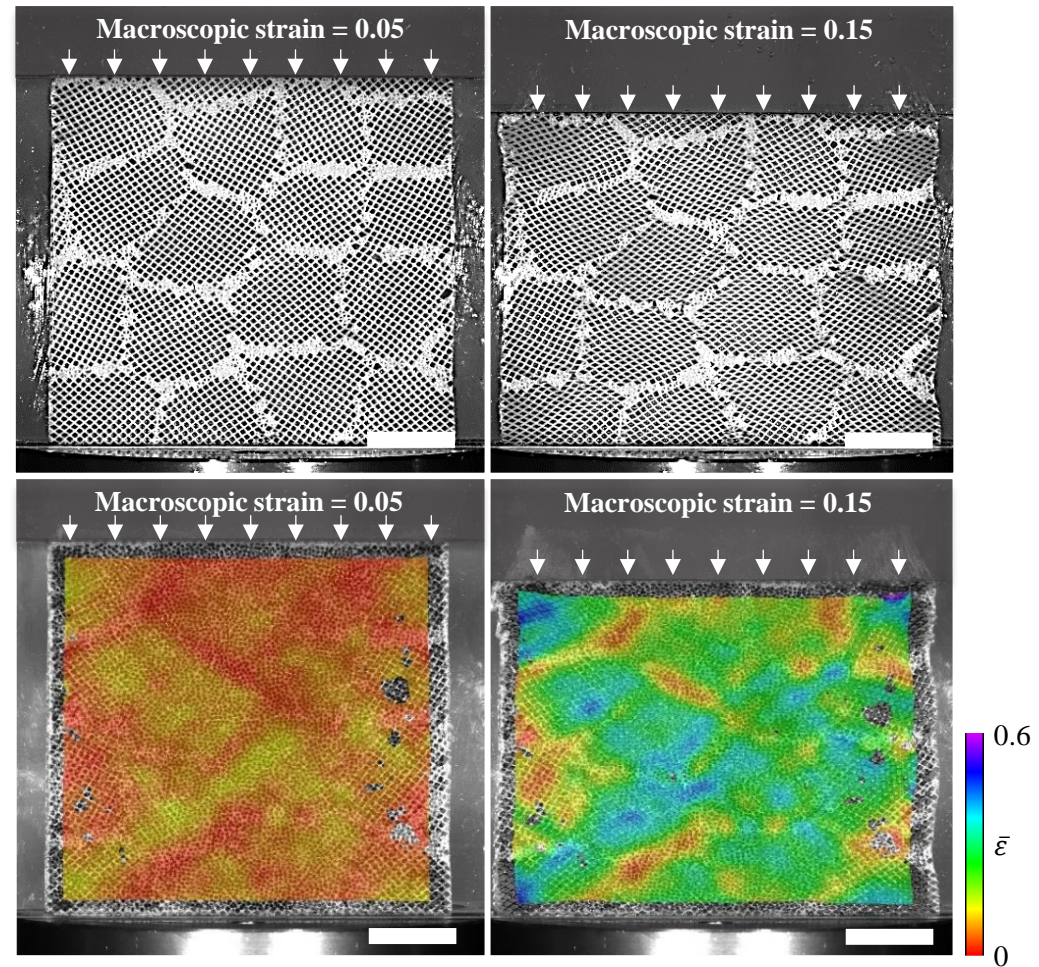 Macroscopic strain = 0.05
Macroscopic strain = 0.15
Macroscopic strain = 0.05
Macroscopic strain = 0.15
0.6
ε̄
0